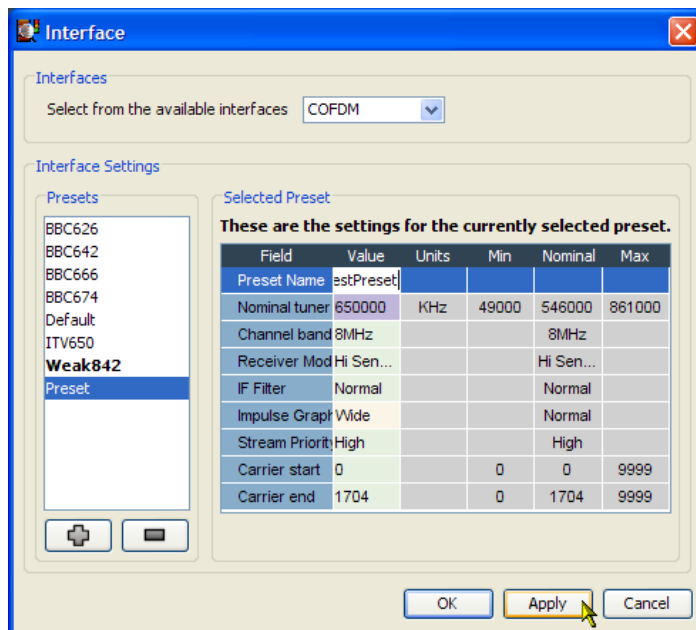 Interface
Interfaces
Select from the available interfaces COFDM
Interface Settings
Presets
BBC626
BBC642
BBC666
BBC674
Default
ITV650
Weak842
Preset
Selected Preset
These are the settings for the currently selected preset.
Field Value Units Min Nominal Max
Preset Name estPreset
Nominal tuner 650000 KHz 49000 546000 861000
Channel band 8MHz 8MHz
Receiver Mod Hi Sen... Hi Sen...
IF Filter Normal Normal
Impulse Graph Wide Normal
Stream Priority High High
Carrier start 0 0 0 9999
Carrier end 1704 0 1704 9999
OK Apply Cancel